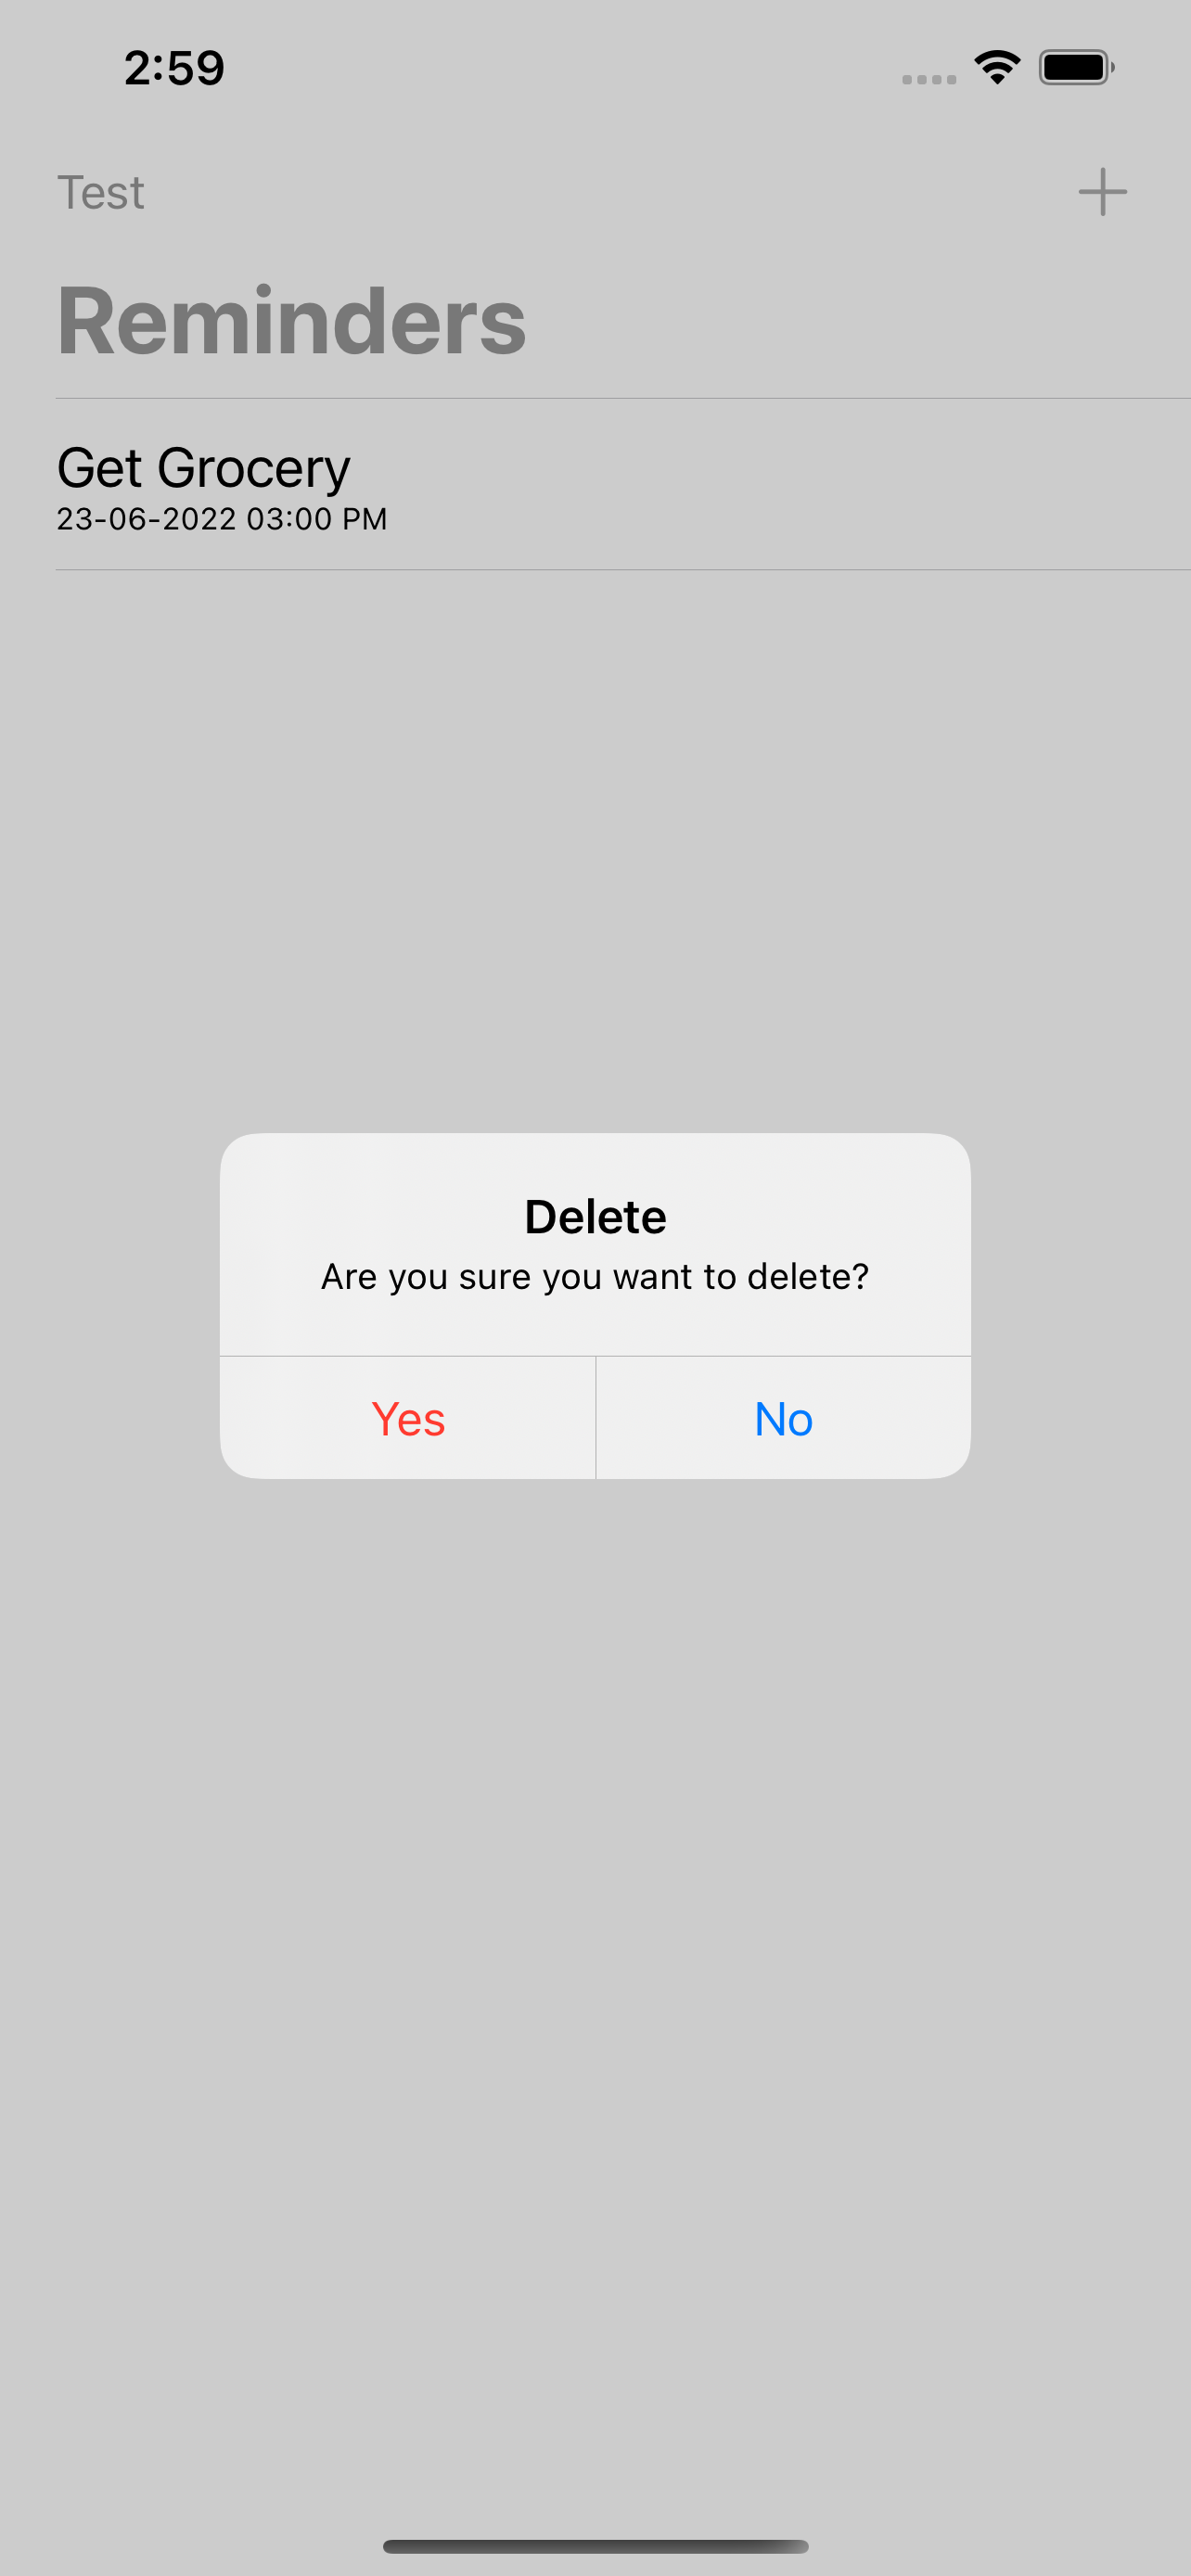 2:59
Test
Reminders
Get Grocery
23-06-2022 03:00 PM
Delete
Are you sure you want to delete?
Yes
No